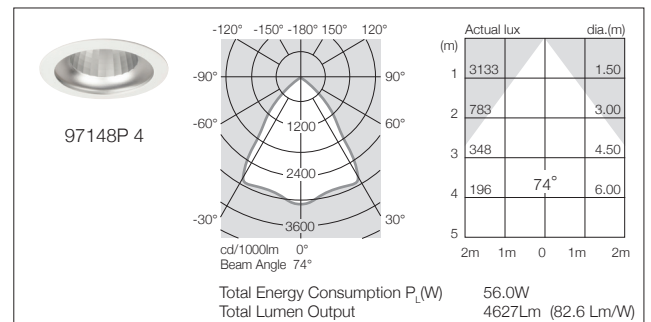 97148P 4
-120° -150° -180° 150° 120°
-90° 90°
-60° 60°
-30° 30°
1200
2400
3600
cd/1000lm 0°
Beam Angle 74°
Actual lux dia.(m)
(m)
1 3133 1.50
2 783 3.00
3 348 4.50
4 196 6.00
74°
5
2m 1m 0 1m 2m
Total Energy Consumption PL(W) 56.0W
Total Lumen Output 4627Lm (82.6 Lm/W)